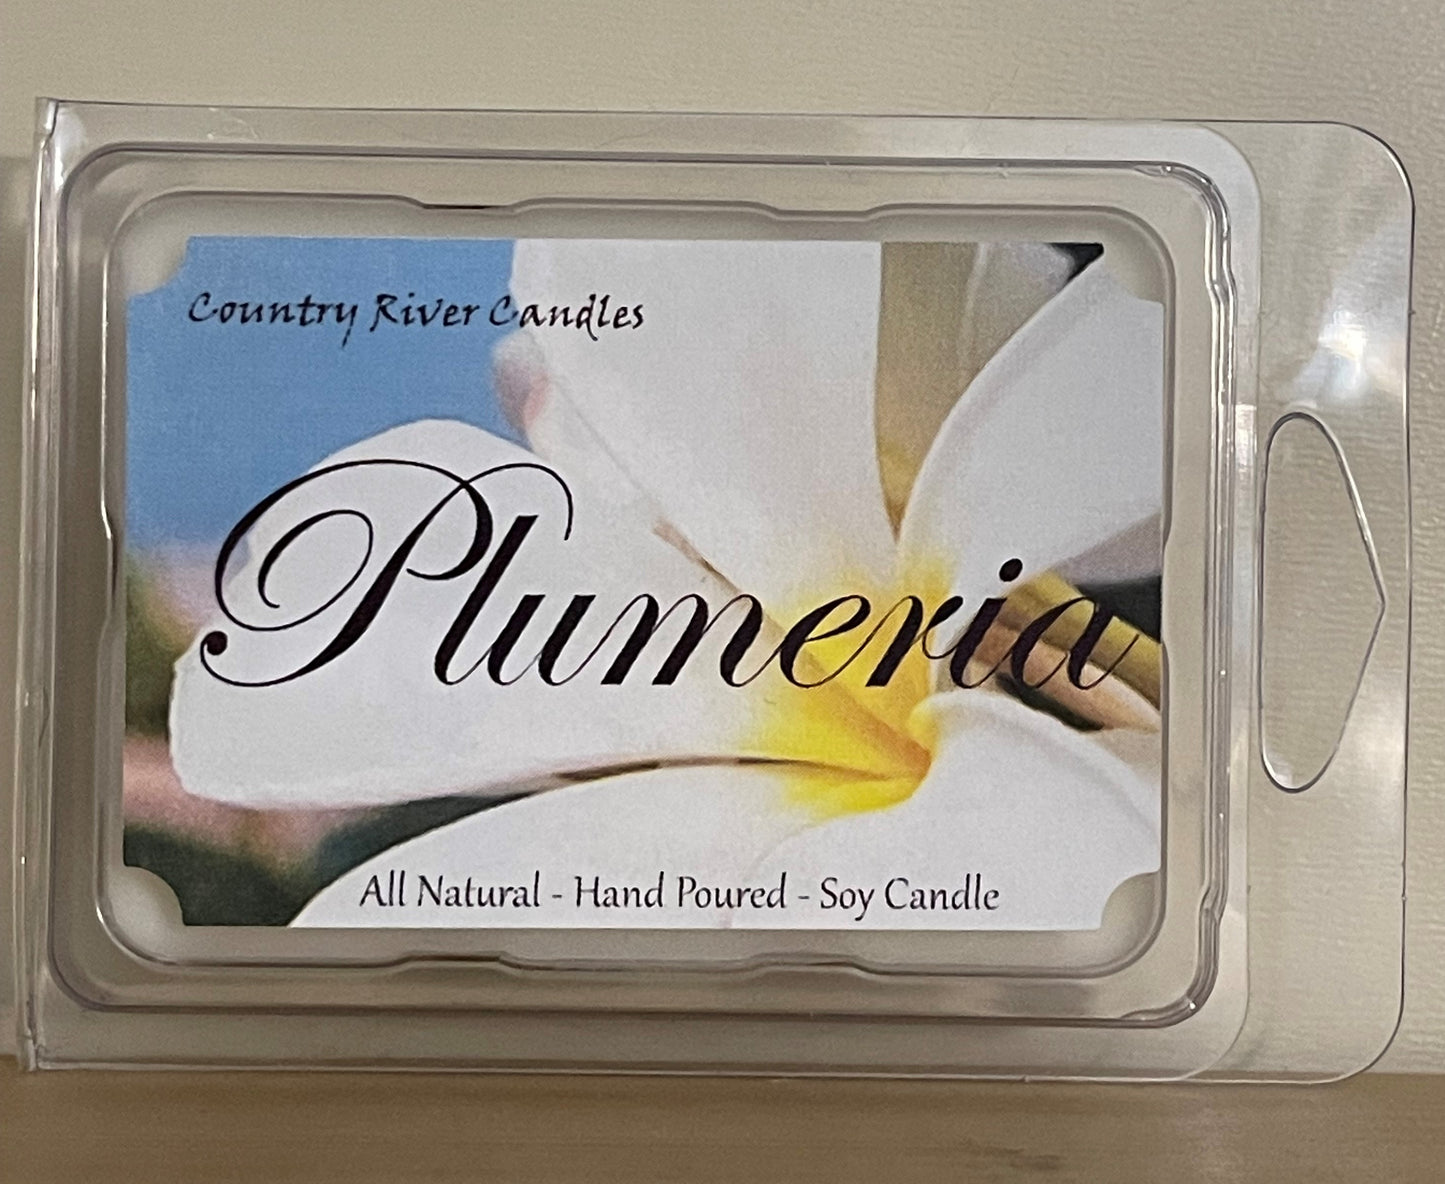 Country River Candles
Plumeria
All Natural - Hand Poured - Soy Candle